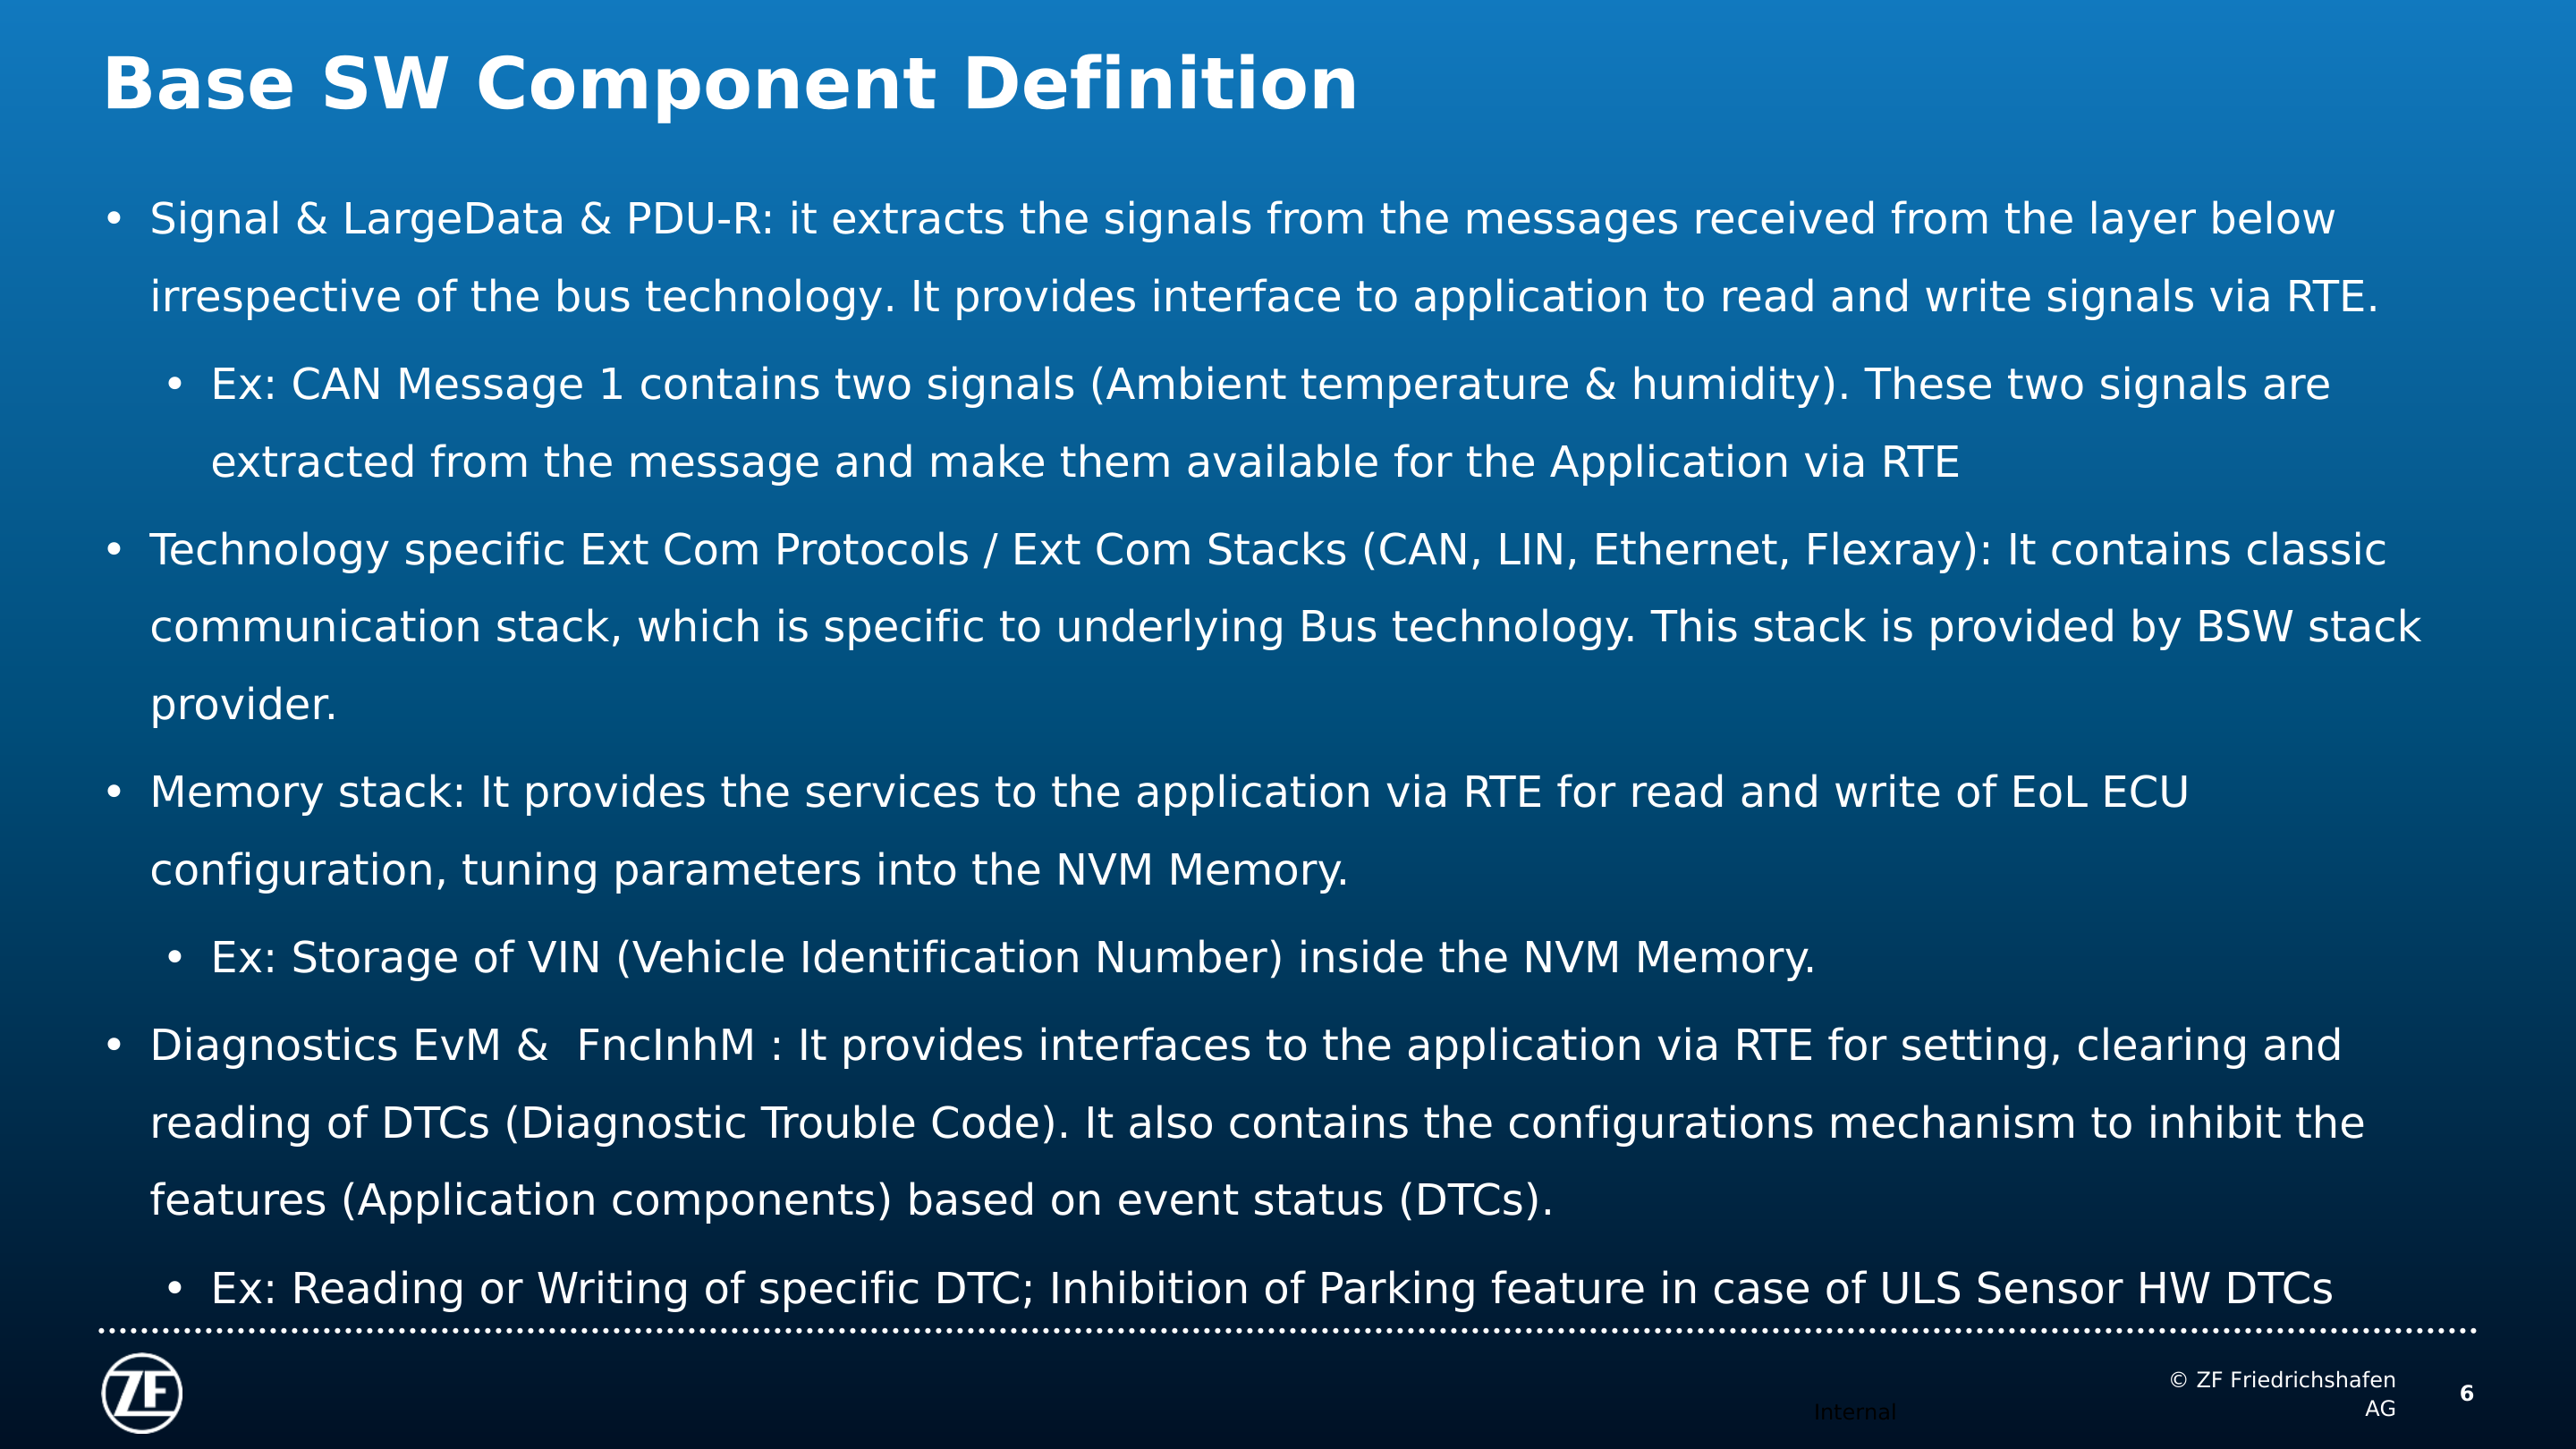 Base SW Component Definition
• Signal & LargeData & PDU-R: it extracts the signals from the messages received from the layer below
irrespective of the bus technology. It provides interface to application to read and write signals via RTE.
• Ex: CAN Message 1 contains two signals (Ambient temperature & humidity). These two signals are
extracted from the message and make them available for the Application via RTE
• Technology specific Ext Com Protocols / Ext Com Stacks (CAN, LIN, Ethernet, Flexray): It contains classic
communication stack, which is specific to underlying Bus technology. This stack is provided by BSW stack
provider.
• Memory stack: It provides the services to the application via RTE for read and write of EoL ECU
configuration, tuning parameters into the NVM Memory.
• Ex: Storage of VIN (Vehicle Identification Number) inside the NVM Memory.
• Diagnostics EvM &  FncInhM : It provides interfaces to the application via RTE for setting, clearing and
reading of DTCs (Diagnostic Trouble Code). It also contains the configurations mechanism to inhibit the
features (Application components) based on event status (DTCs).
• Ex: Reading or Writing of specific DTC; Inhibition of Parking feature in case of ULS Sensor HW DTCs
ZF
Internal
© ZF Friedrichshafen
AG
6